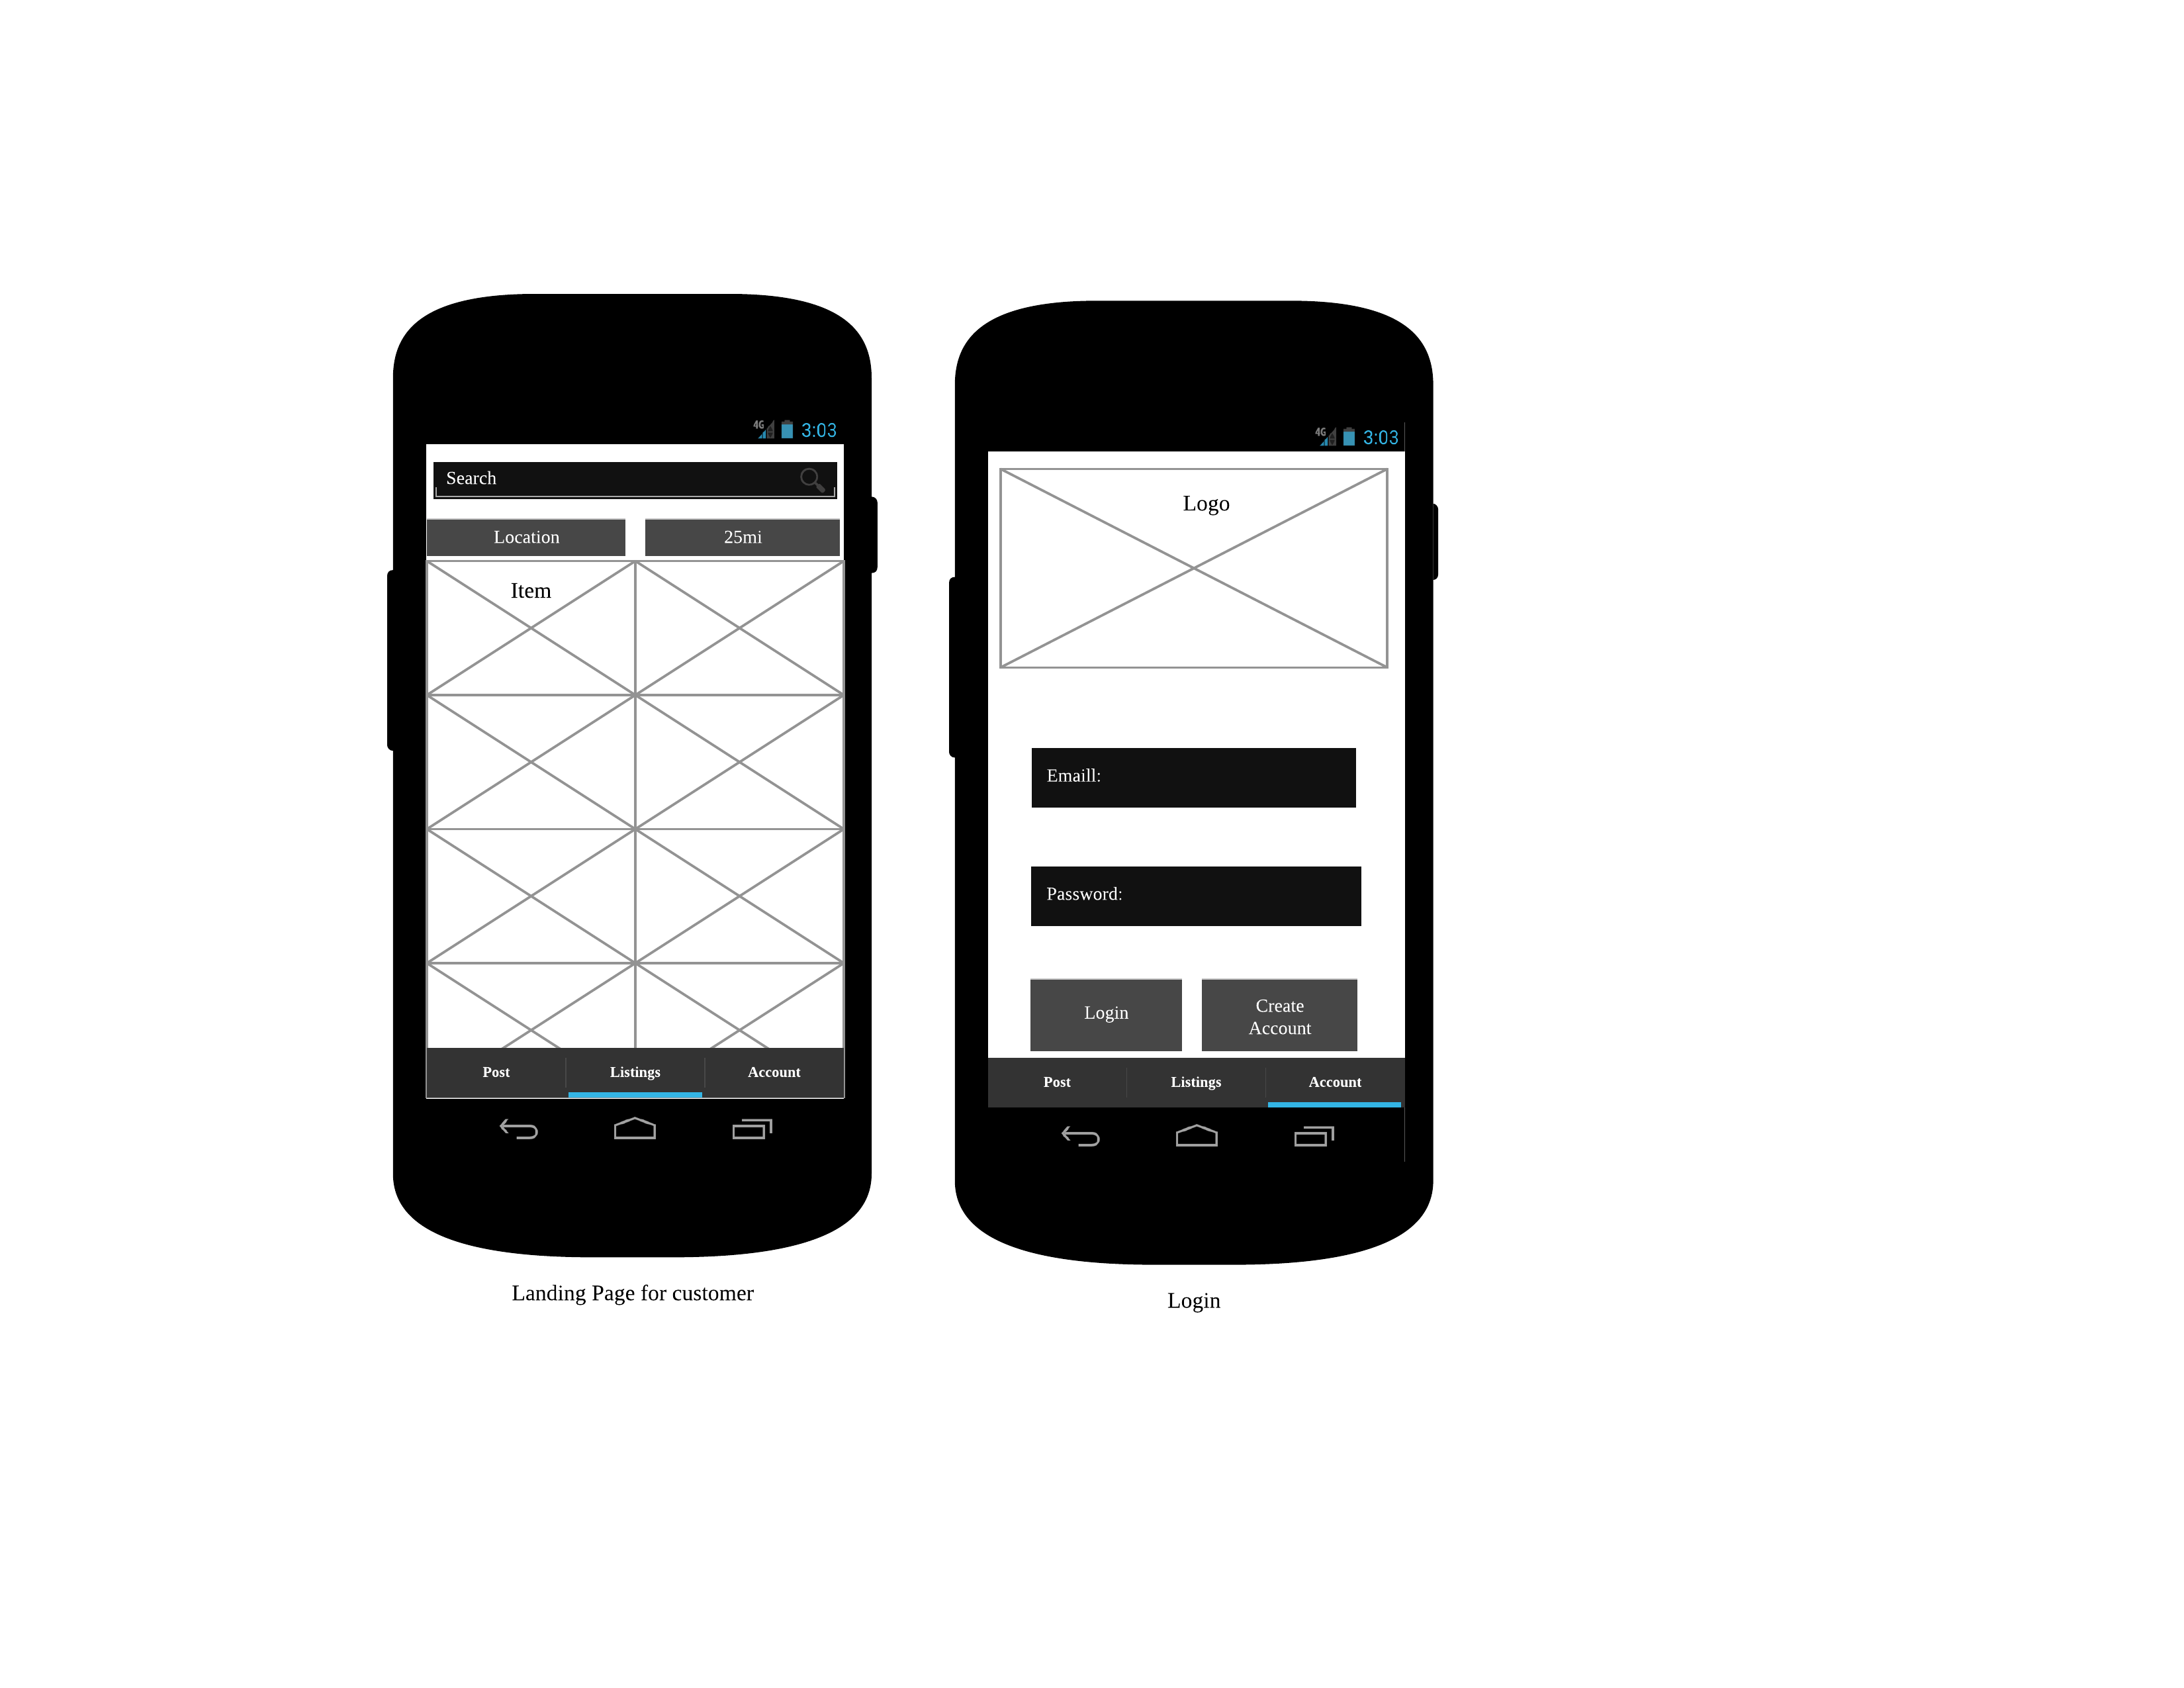 4G 3:03
Search
Location 25mi
Item
Post Listings Account
Landing Page for customer
4G 3:03
Logo
Emaill:
Password:
Login
Create
Account
Post Listings Account
Login